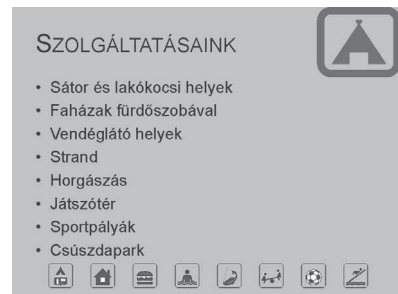 SZOLGÁLTATÁSAINK
• Sátor és lakókocsi helyek
• Faházak fürdőszobával
• Vendéglátó helyek
• Strand
• Horgászás
• Játszótér
• Sportpályák
• Csúszdapark